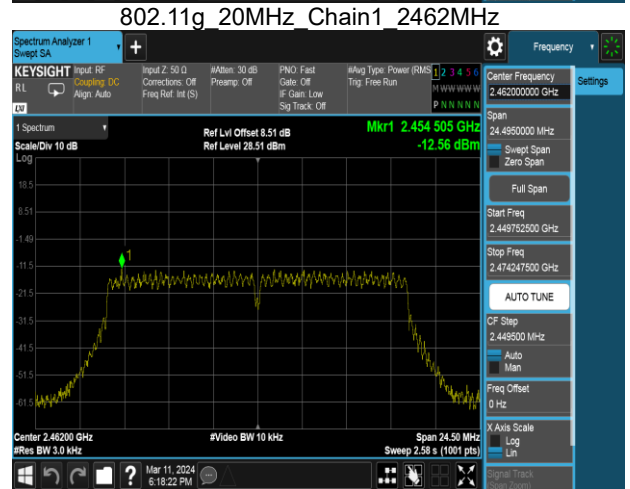 802.11g_20MHz_Chain1_2462MHz
Spectrum Analyzer 1
Swept SA
Frequency
KEYSIGHT
RL
Input: RF
Coupling: DC
Align: Auto
Input Z: 50 Ω
Corrections: Off
Freq Ref: Int (S)
#Atten: 30 dB
Preamp: Off
PNO: Fast
Gate: Off
IF Gain: Low
Sig Track: Off
#Avg Type: Power (RMS
Trig: Free Run
1 2 3 4 5 6
M W W W W W
P N N N N N
1 Spectrum
Scale/Div 10 dB
Log
Ref Lvl Offset 8.51 dB
Ref Level 28.51 dBm
Mkr1 2.454 505 GHz
-12.56 dBm
18.5
8.51
-1.49
-11.5
-21.5
-31.5
-41.5
-51.5
-61.5
1
Center 2.46200 GHz
#Res BW 3.0 kHz
#Video BW 10 kHz
Span 24.50 MHz
Sweep 2.58 s (1001 pts)
Mar 11, 2024
6:18:22 PM
?
Center Frequency
2.462000000 GHz
Settings
Span
24.4950000 MHz
Swept Span
Zero Span
Full Span
Start Freq
2.449752500 GHz
Stop Freq
2.474247500 GHz
AUTO TUNE
CF Step
2.449500 MHz
Auto
Man
Freq Offset
0 Hz
X Axis Scale
Log
Lin
Signal Track
(Span Zoom)